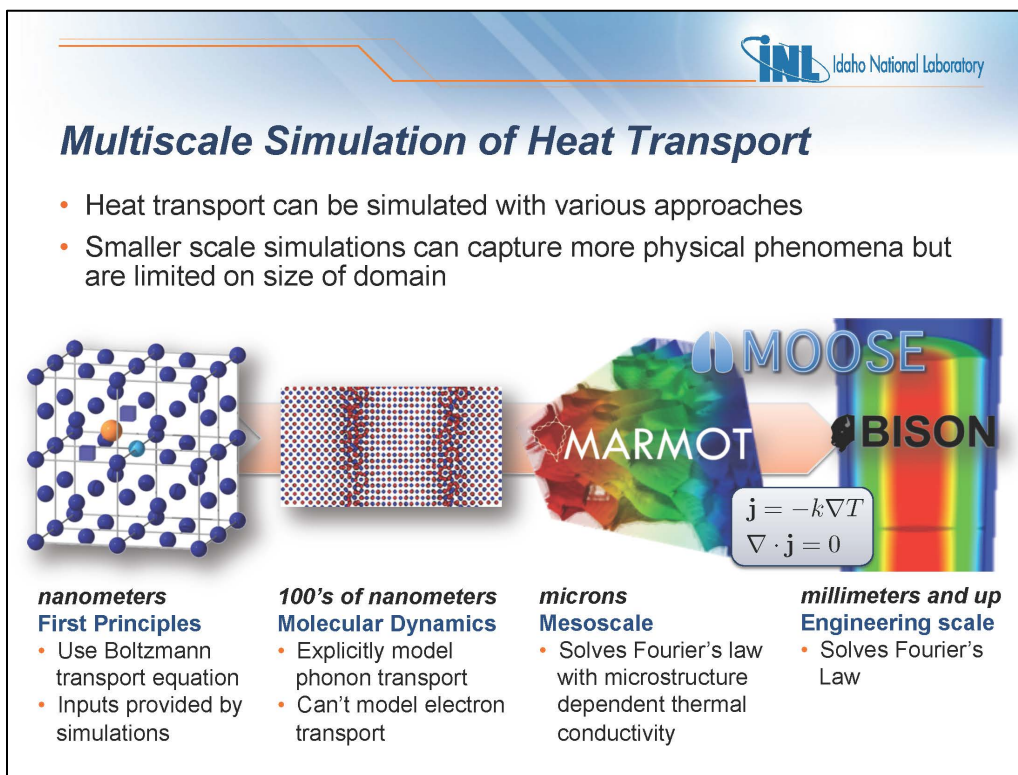 INL Idaho National Laboratory
Multiscale Simulation of Heat Transport
• Heat transport can be simulated with various approaches
• Smaller scale simulations can capture more physical phenomena but
are limited on size of domain
MOOSE
MARMOT
BISON
j = −k∇T
∇ · j = 0
nanometers
First Principles
• Use Boltzmann
transport equation
• Inputs provided by
simulations
100's of nanometers
Molecular Dynamics
• Explicitly model
phonon transport
• Can't model electron
transport
microns
Mesoscale
• Solves Fourier's law
with microstructure
dependent thermal
conductivity
millimeters and up
Engineering scale
• Solves Fourier's
Law